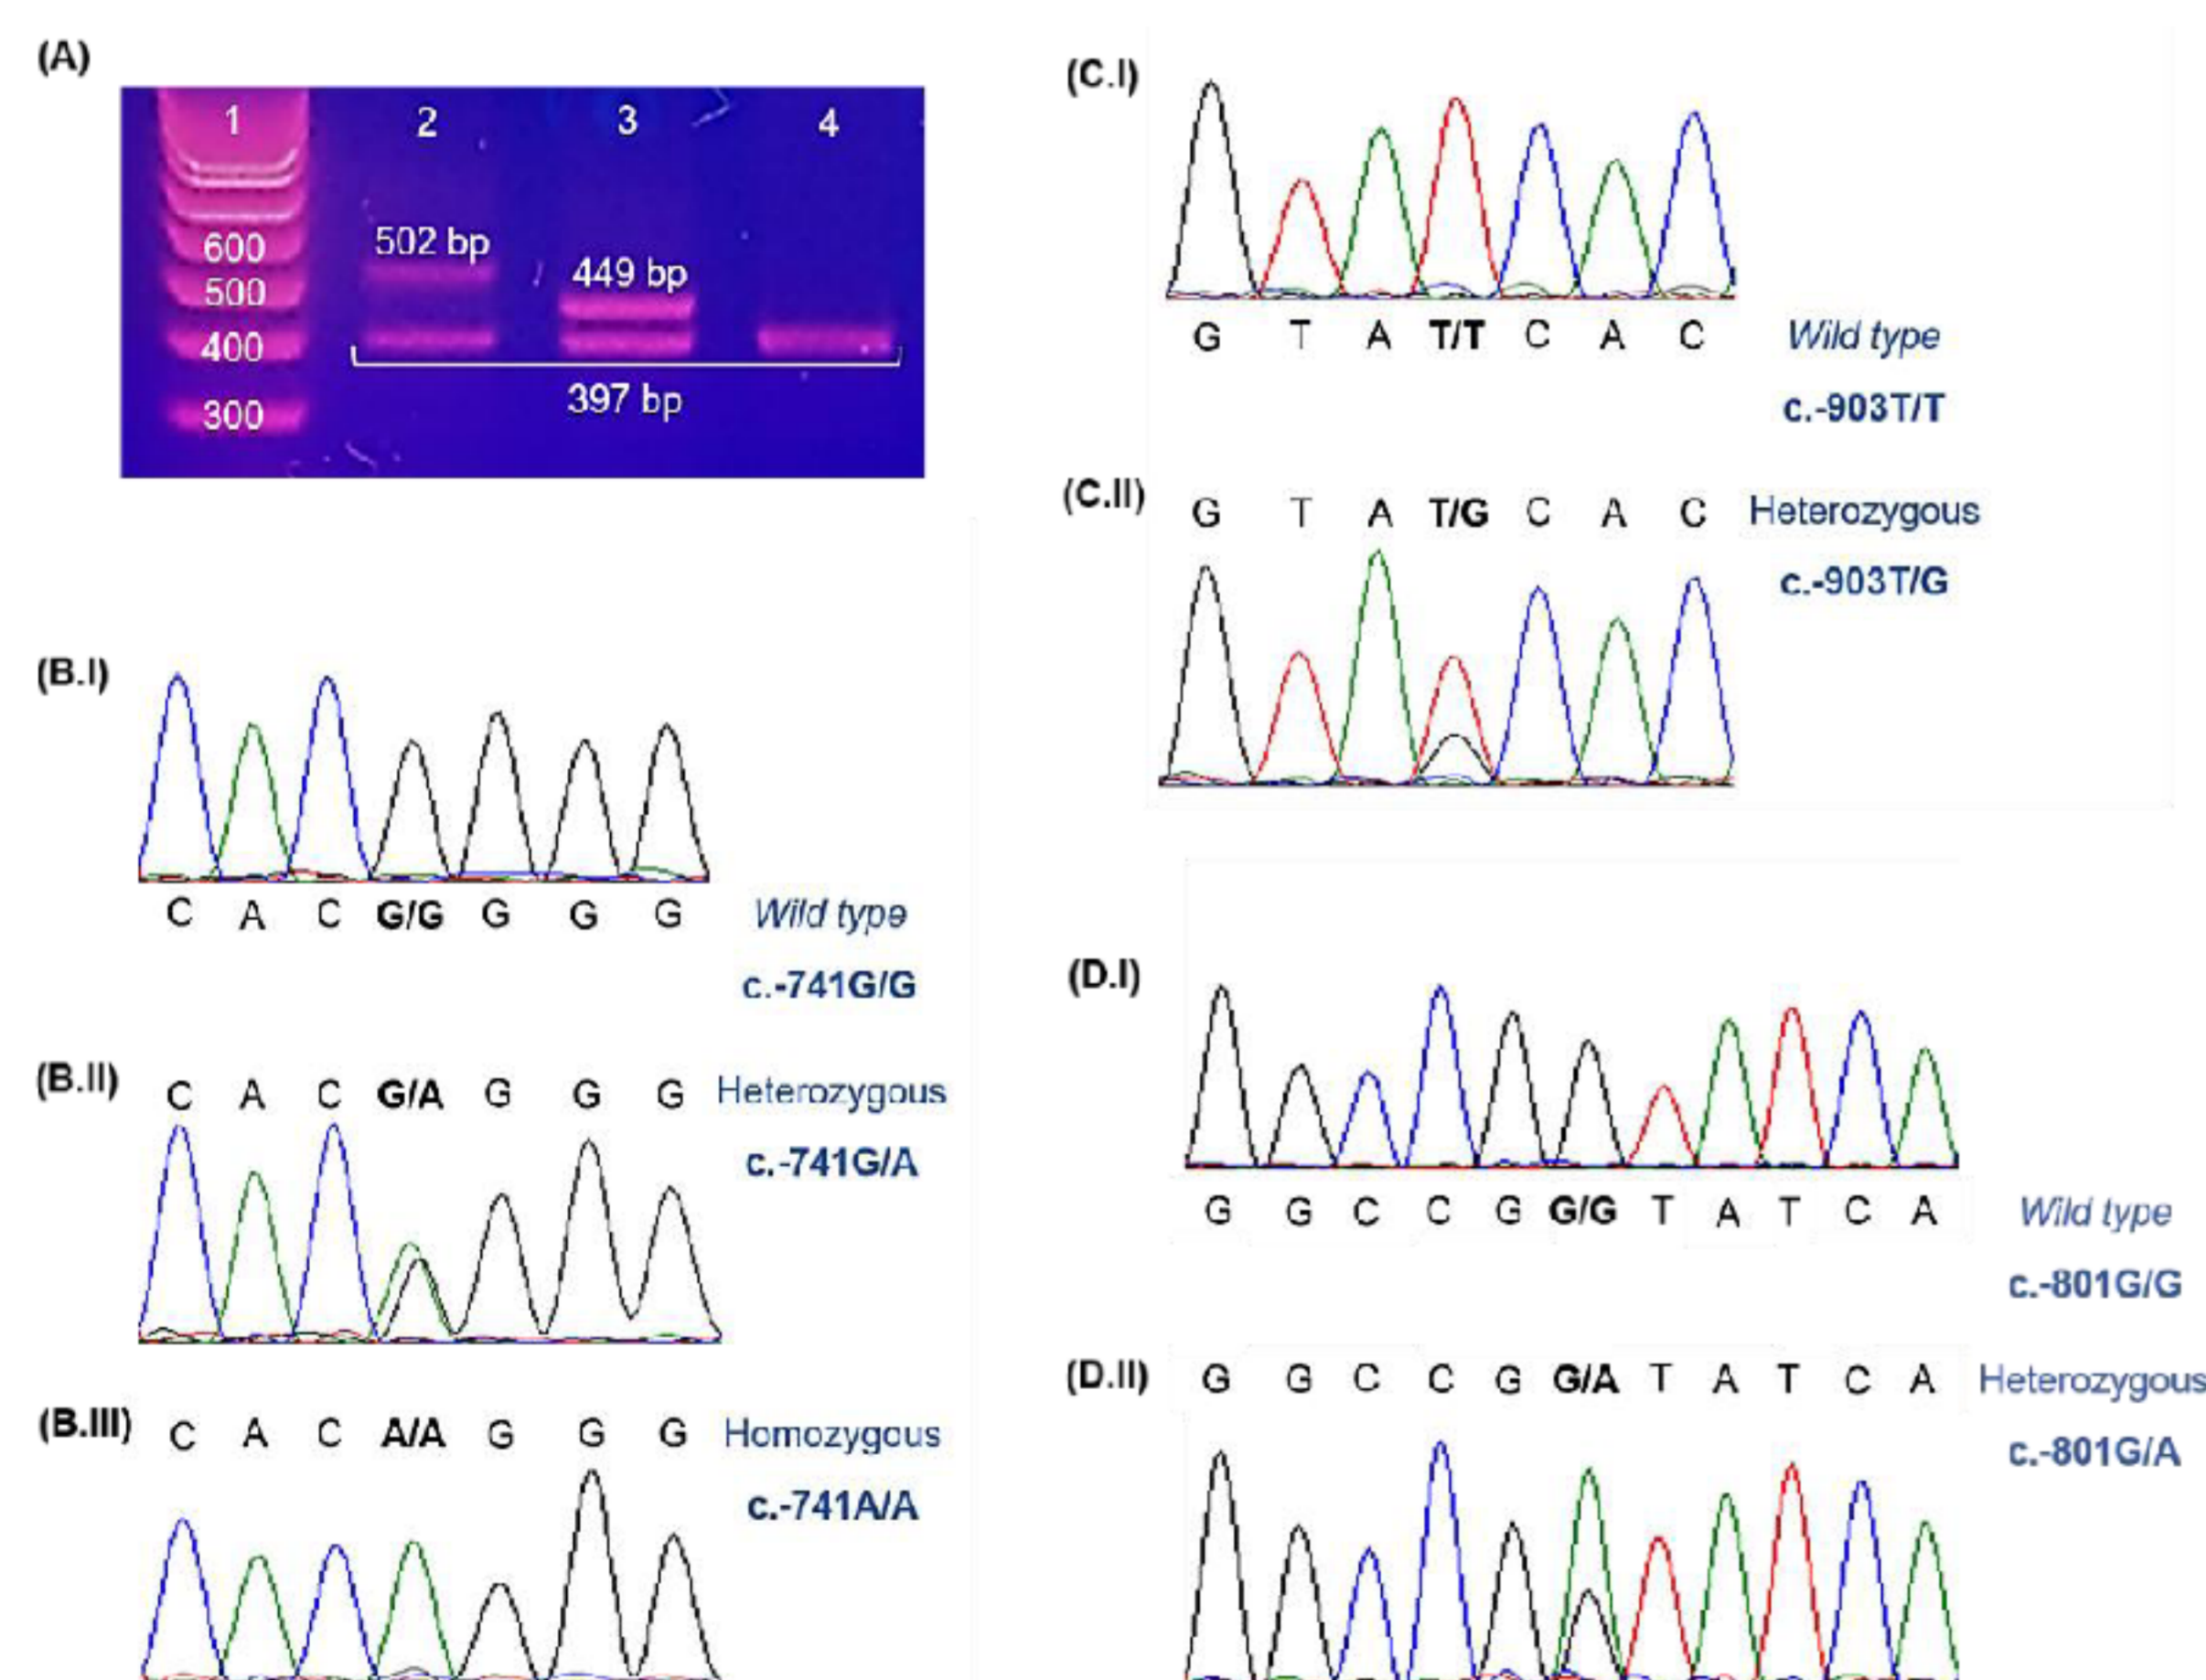 (A)
1 2 3 4
502 bp
449 bp
600
500
400
300
397 bp
(B.I)
C A C G/G G G G
Wild type
c.-741G/G
(B.II)
C A C G/A G G G
Heterozygous
c.-741G/A
(B.III)
C A C A/A G G G
Homozygous
c.-741A/A
(C.I)
G T A T/T C A C
Wild type
c.-903T/T
(C.II)
G T A T/G C A C
Heterozygous
c.-903T/G
(D.I)
G G C C G G/G T A T C A
Wild type
c.-801G/G
(D.II)
G G C C G G/A T A T C A
Heterozygous
c.-801G/A